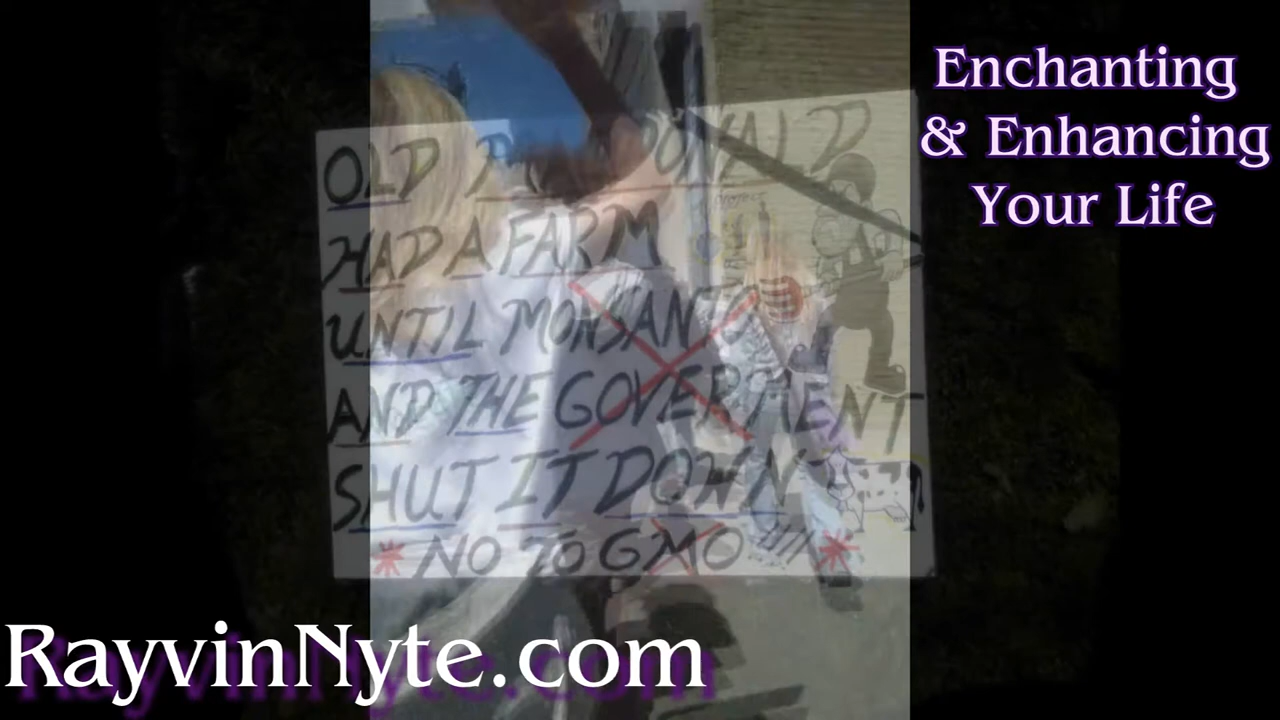 Enchanting
& Enhancing
Your Life
OLD
HAD A FARM
UNTIL MONSANTO
AND THE GOVERMENT
SHUT IT DOWN
* NO TO GMO *
RayvinNyte.com